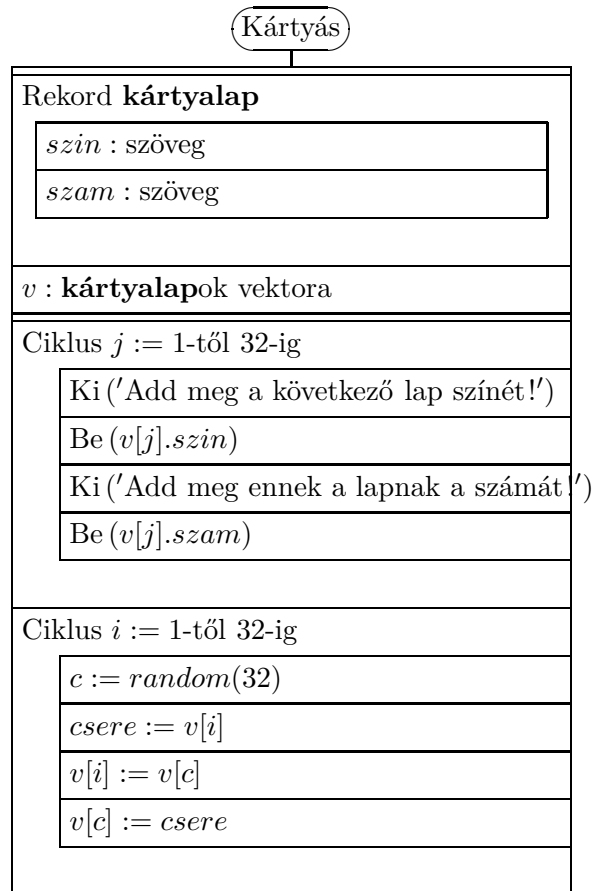 Kártyás
Rekord kártyalap
szin : szöveg
szam : szöveg
v : kártyalapok vektora
Ciklus j := 1-től 32-ig
Ki ('Add meg a következő lap színét!')
Be (v[j].szin)
Ki ('Add meg ennek a lapnak a számát!')
Be (v[j].szam)
Ciklus i := 1-től 32-ig
c := random(32)
csere := v[i]
v[i] := v[c]
v[c] := csere